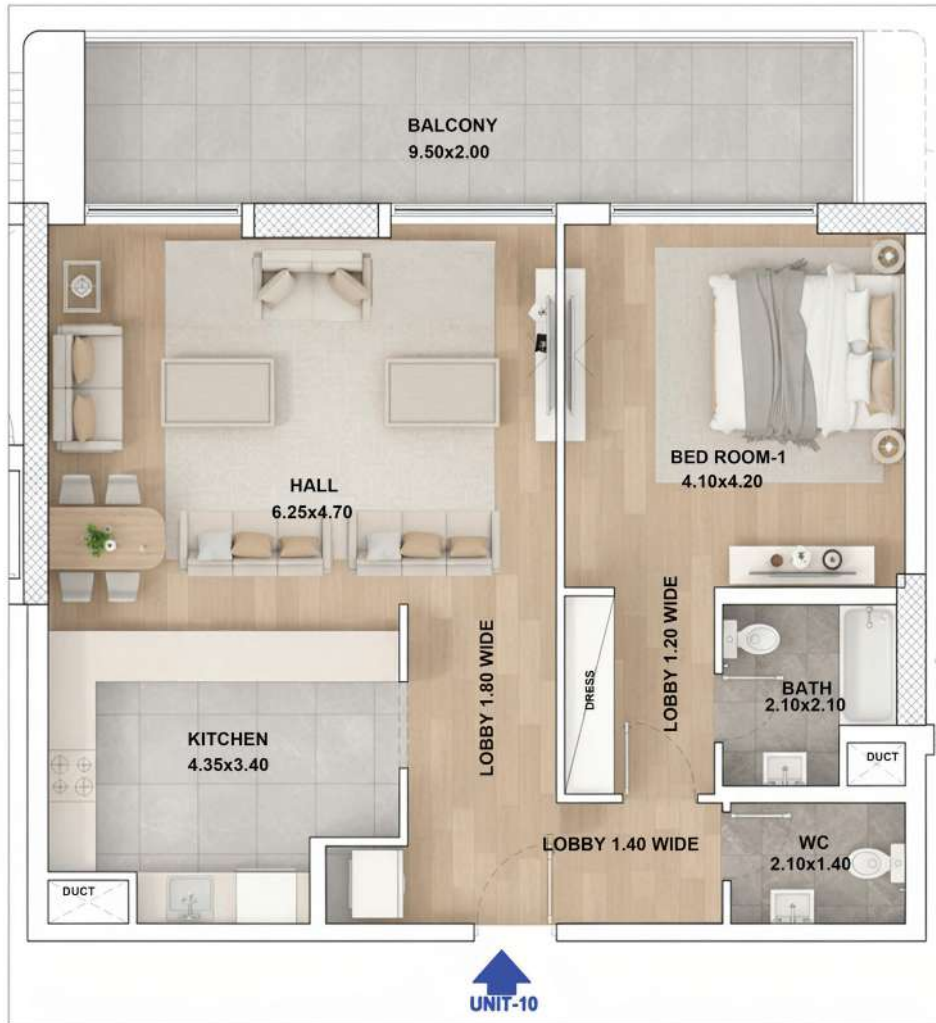 BALCONY
9.50x2.00
HALL
6.25x4.70
BED ROOM-1
4.10x4.20
LOBBY 1.80 WIDE
DRESS
LOBBY 1.20 WIDE
BATH
2.10x2.10
DUCT
KITCHEN
4.35x3.40
LOBBY 1.40 WIDE
WC
2.10x1.40
DUCT
UNIT-10